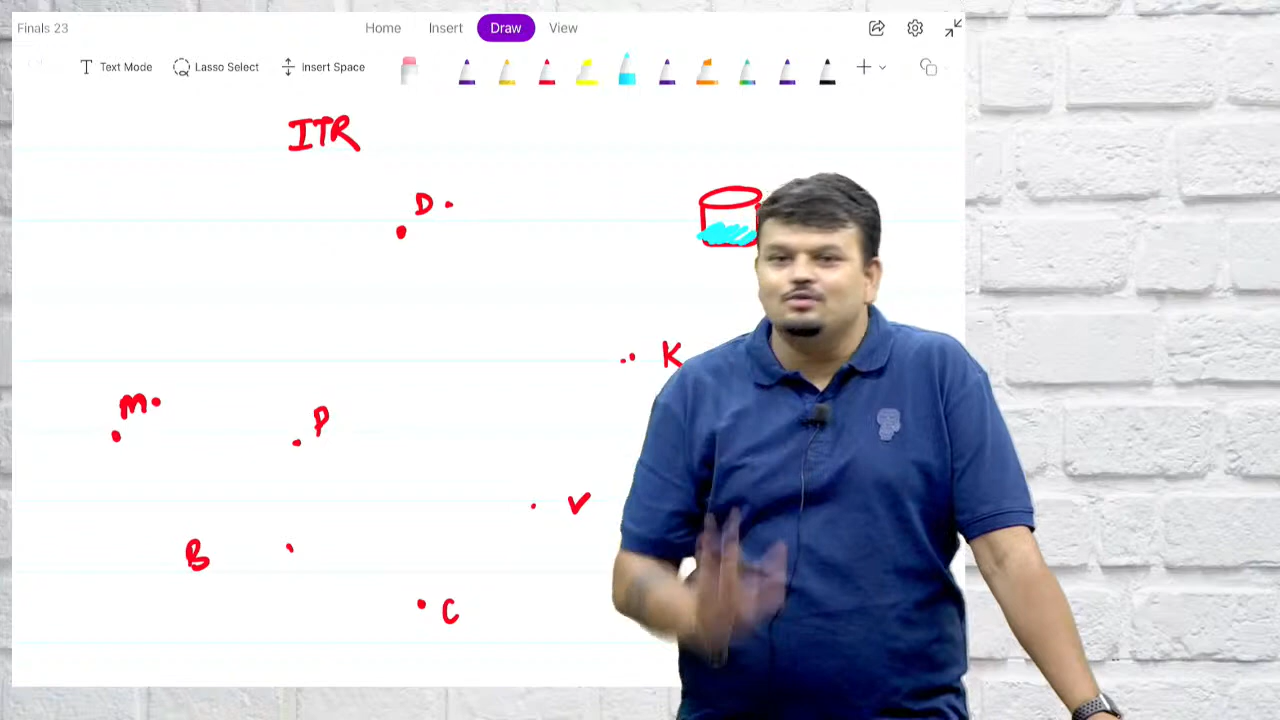 Finals 23
Home Insert Draw View
Text Mode Lasso Select Insert Space
ITR
D
K
M
P
V
B
C